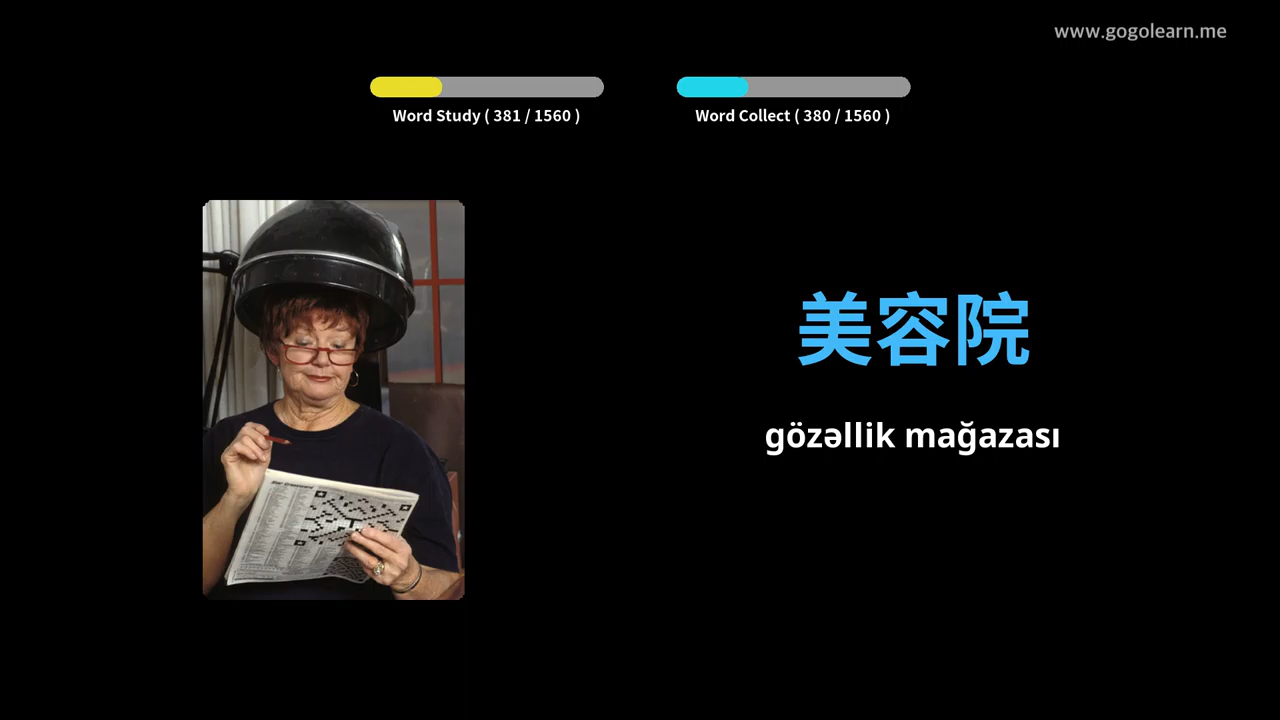 www.gogolearn.me
Word Study ( 381 / 1560 )
Word Collect ( 380 / 1560 )
美容院
gözəllik mağazası